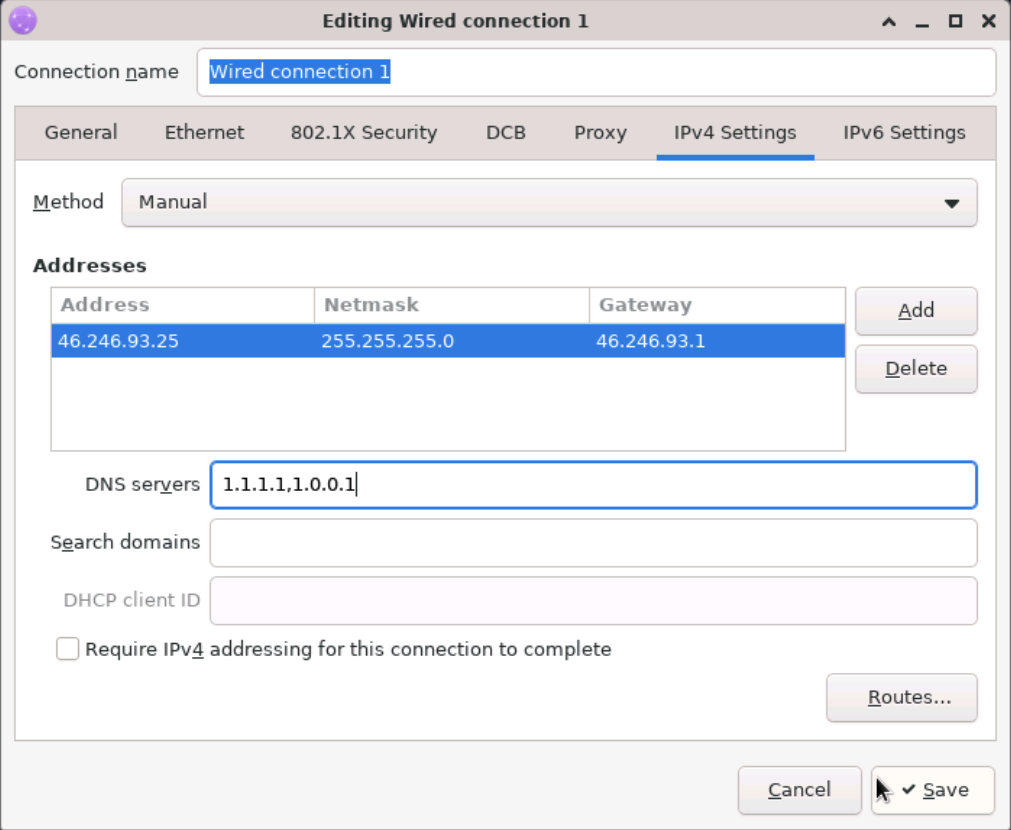 Editing Wired connection 1
Connection name Wired connection 1
General Ethernet 802.1X Security DCB Proxy IPv4 Settings IPv6 Settings
Method Manual
Addresses
Address Netmask Gateway
Add
46.246.93.25 255.255.255.0 46.246.93.1
Delete
DNS servers 1.1.1.1,1.0.0.1
Search domains
DHCP client ID
Require IPv4 addressing for this connection to complete
Routes...
Cancel Save